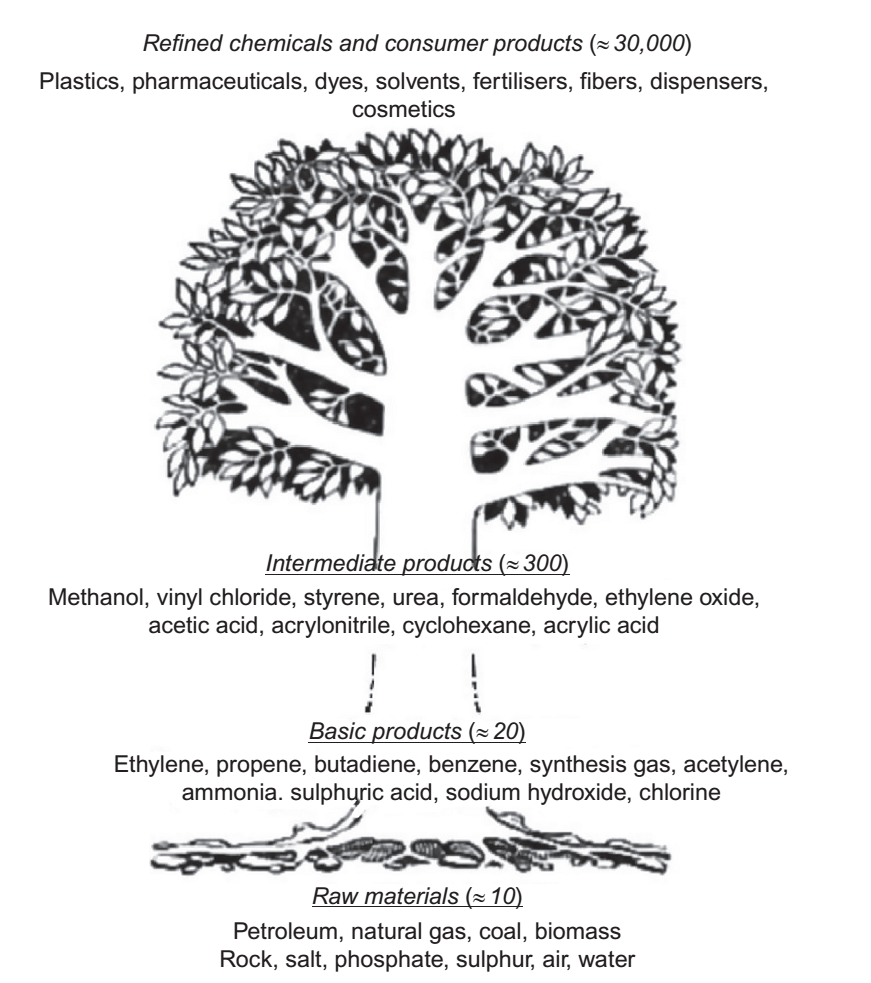 Refined chemicals and consumer products (≈ 30,000)
Plastics, pharmaceuticals, dyes, solvents, fertilisers, fibers, dispensers,
cosmetics
Intermediate products (≈ 300)
Methanol, vinyl chloride, styrene, urea, formaldehyde, ethylene oxide,
acetic acid, acrylonitrile, cyclohexane, acrylic acid
Basic products (≈ 20)
Ethylene, propene, butadiene, benzene, synthesis gas, acetylene,
ammonia. sulphuric acid, sodium hydroxide, chlorine
Raw materials (≈ 10)
Petroleum, natural gas, coal, biomass
Rock, salt, phosphate, sulphur, air, water